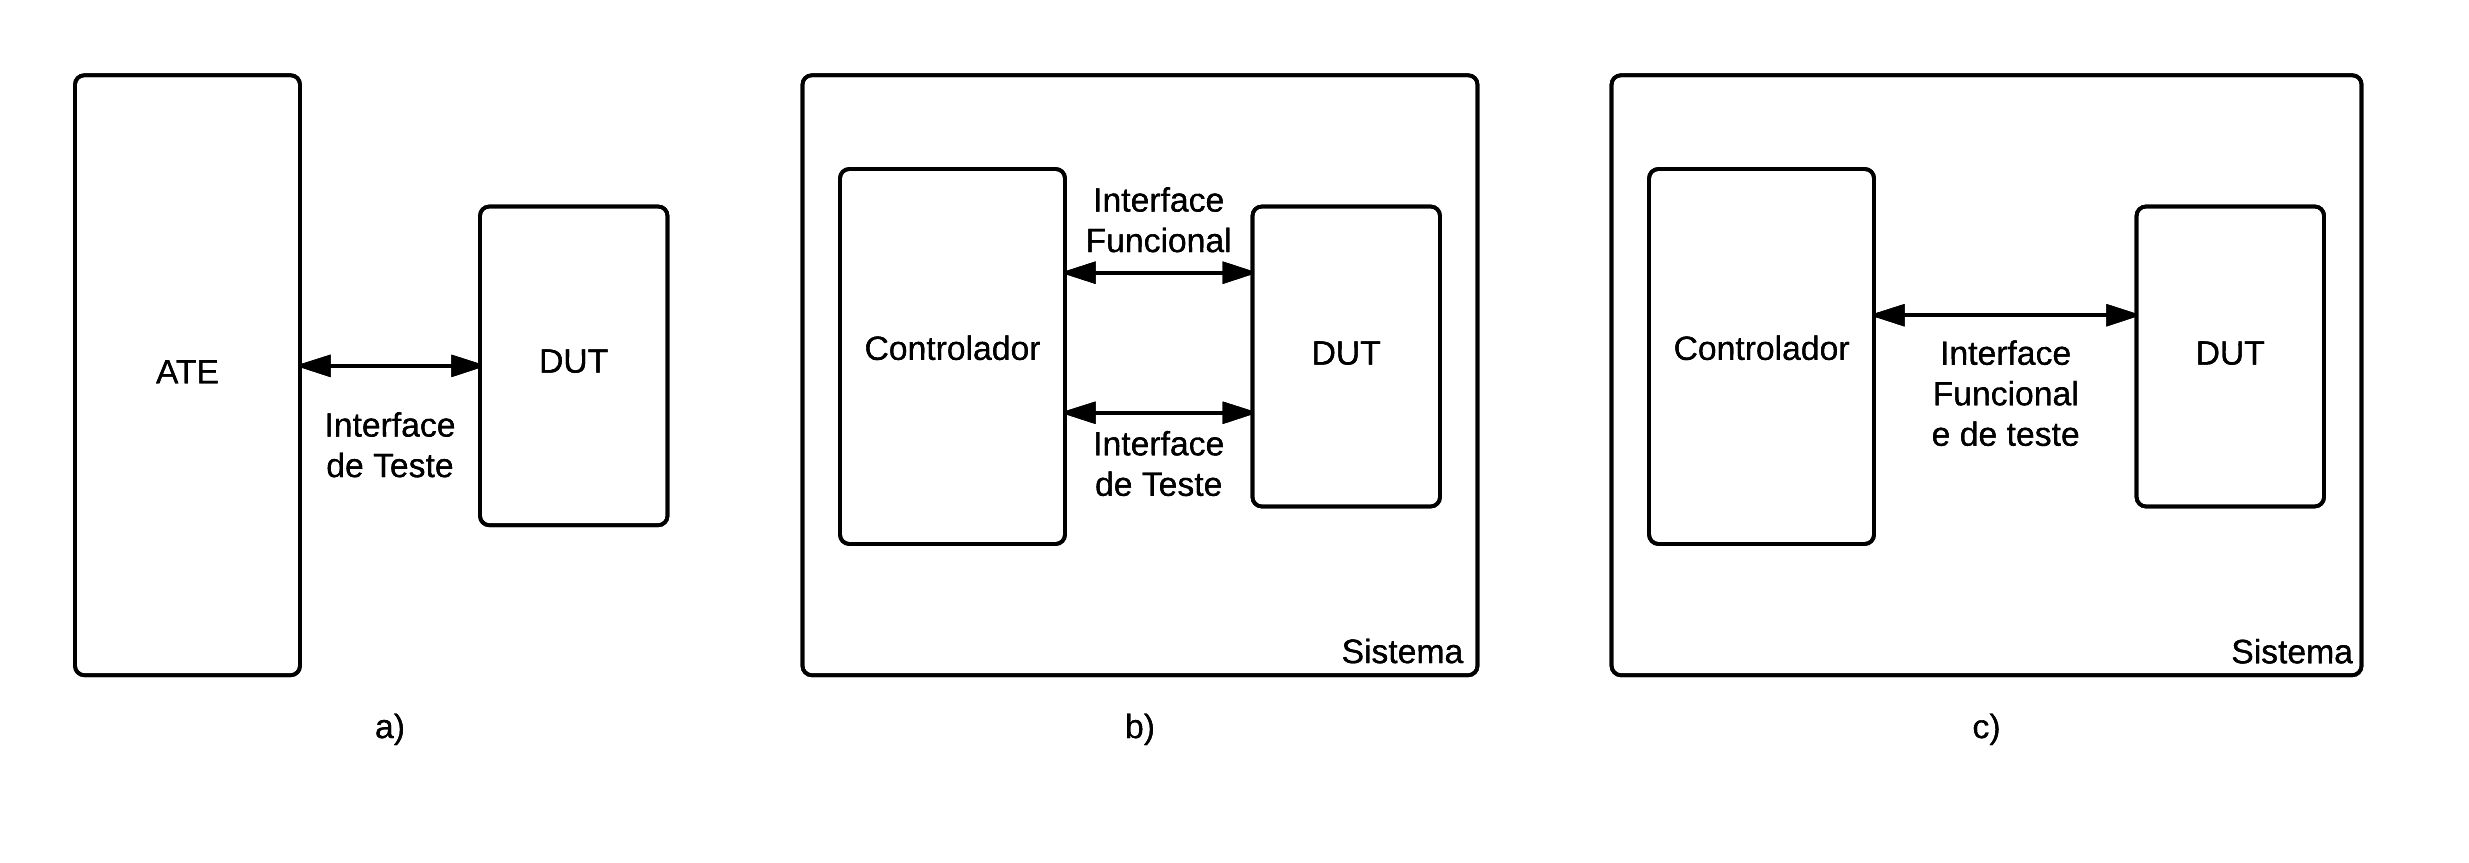 ATE
DUT
Interface
de Teste
a)
Interface
Funcional
Controlador
DUT
Interface
de Teste
Sistema
b)
Controlador
DUT
Interface
Funcional
e de teste
Sistema
c)